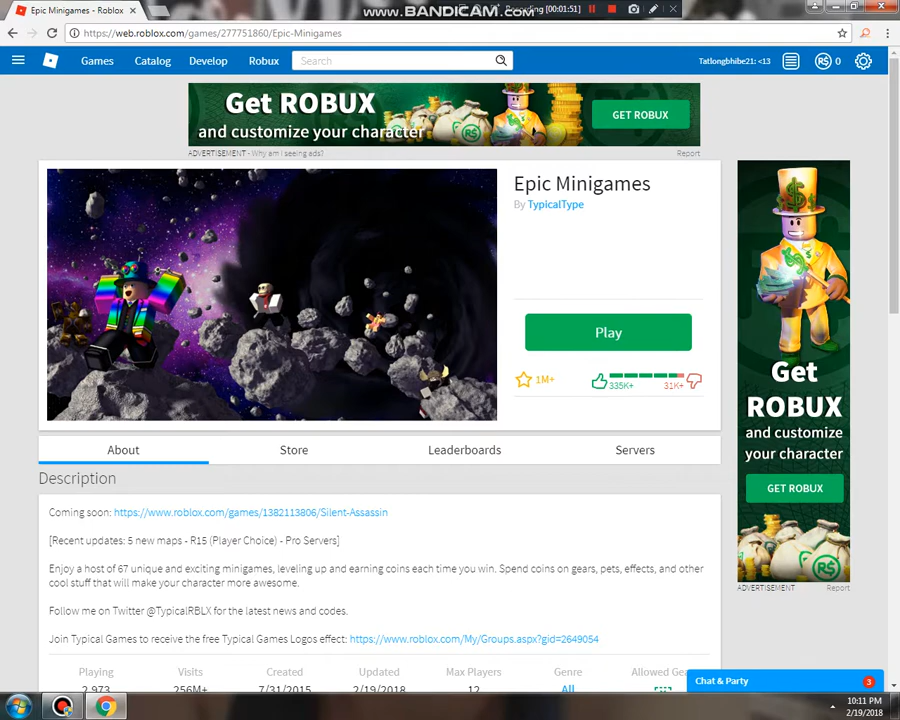 Epic Minigames - Roblox
www.BANDICAM.com
Recording [00:01:51]
https://web.roblox.com/games/277751860/Epic-Minigames
Games
Catalog
Develop
Robux
Search
Tatlongbhibe21: <13
R$ 0
Get ROBUX
and customize your character
GET ROBUX
ADVERTISEMENT - Why am I seeing ads?
Report
Epic Minigames
By TypicalType
Play
1M+
335K+
31K+
Get
ROBUX
and customize
your character
GET ROBUX
ADVERTISEMENT
Report
About
Store
Leaderboards
Servers
Description
Coming soon: https://www.roblox.com/games/1382113806/Silent-Assassin
[Recent updates: 5 new maps - R15 (Player Choice) - Pro Servers]
Enjoy a host of 67 unique and exciting minigames, leveling up and earning coins each time you win. Spend coins on gears, pets, effects, and other
cool stuff that will make your character more awesome.
Follow me on Twitter @TypicalRBLX for the latest news and codes.
Join Typical Games to receive the free Typical Games Logos effect: https://www.roblox.com/My/Groups.aspx?gid=2649054
Playing
Visits
Created
Updated
Max Players
Genre
Allowed Gea
2,973
256M+
7/31/2015
2/19/2018
12
All
Chat & Party
3
10:11 PM
2/19/2018